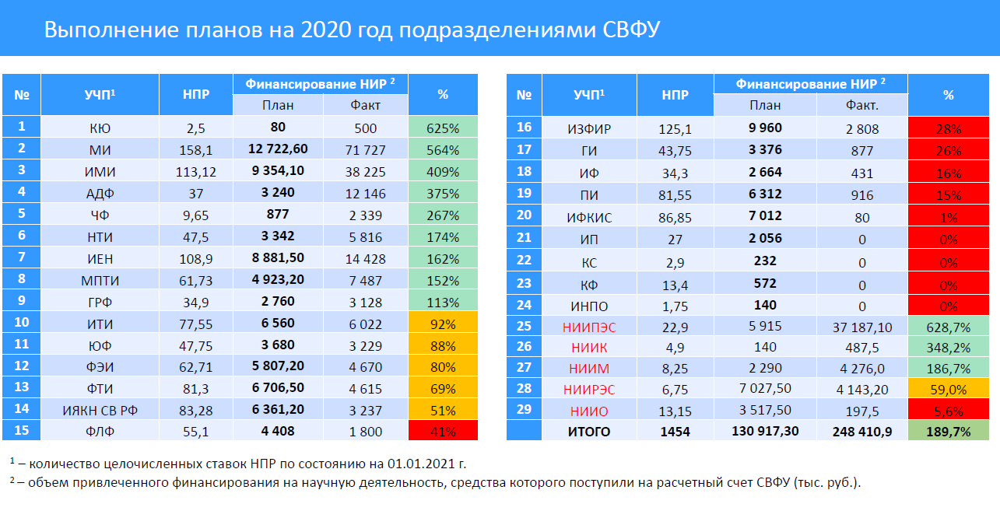 Выполнение планов на 2020 год подразделениями СВФУ
№ УЧП¹ НПР Финансирование НИР ² %
План Факт
1 КЮ 2,5 80 500 625%
2 МИ 158,1 12 722,60 71 727 564%
3 ИМИ 113,12 9 354,10 38 225 409%
4 АДФ 37 3 240 12 146 375%
5 ЧФ 9,65 877 2 339 267%
6 НТИ 47,5 3 342 5 816 174%
7 ИЕН 108,9 8 881,50 14 428 162%
8 МПТИ 61,73 4 923,20 7 487 152%
9 ГРФ 34,9 2 760 3 128 113%
10 ИТИ 77,55 6 560 6 022 92%
11 ЮФ 47,75 3 680 3 229 88%
12 ФЭИ 62,71 5 807,20 4 670 80%
13 ФТИ 81,3 6 706,50 4 615 69%
14 ИЯКН СВ РФ 83,28 6 361,20 3 237 51%
15 ФЛФ 55,1 4 408 1 800 41%
№ УЧП¹ НПР Финансирование НИР ² %
План Факт.
16 ИЗФИР 125,1 9 960 2 808 28%
17 ГИ 43,75 3 376 877 26%
18 ИФ 34,3 2 664 431 16%
19 ПИ 81,55 6 312 916 15%
20 ИФКИС 86,85 7 012 80 1%
21 ИП 27 2 056 0 0%
22 КС 2,9 232 0 0%
23 КФ 13,4 572 0 0%
24 ИНПО 1,75 140 0 0%
25 НИИПЭС 22,9 5 915 37 187,10 628,7%
26 НИИК 4,9 140 487,5 348,2%
27 НИИМ 8,25 2 290 4 276,0 186,7%
28 НИИРЭС 6,75 7 027,50 4 143,20 59,0%
29 НИИО 13,15 3 517,50 197,5 5,6%
ИТОГО 1454 130 917,30 248 410,9 189,7%
¹ – количество целочисленных ставок НПР по состоянию на 01.01.2021 г.
² – объем привлеченного финансирования на научную деятельность, средства которого поступили на расчетный счет СВФУ (тыс. руб.).